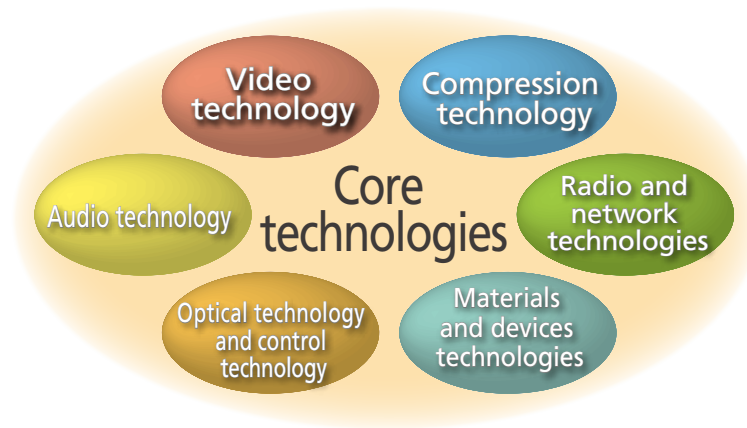 Video
technology
Compression
technology
Audio technology
Core
technologies
Radio and
network
technologies
Optical technology
and control
technology
Materials
and devices
technologies